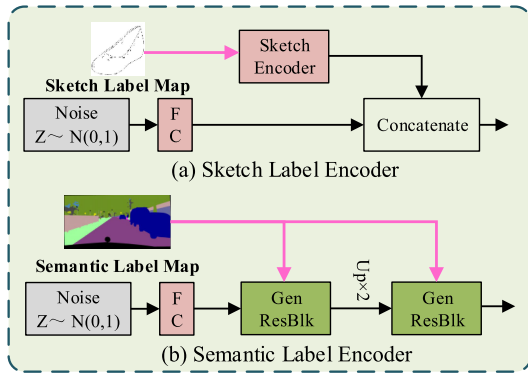 Sketch
Encoder
Sketch Label Map
Noise
Z～ N(0,1)
F
C
Concatenate
(a) Sketch Label Encoder
Semantic Label Map
Noise
Z～ N(0,1)
F
C
Gen
ResBlk
Up×2
Gen
ResBlk
(b) Semantic Label Encoder